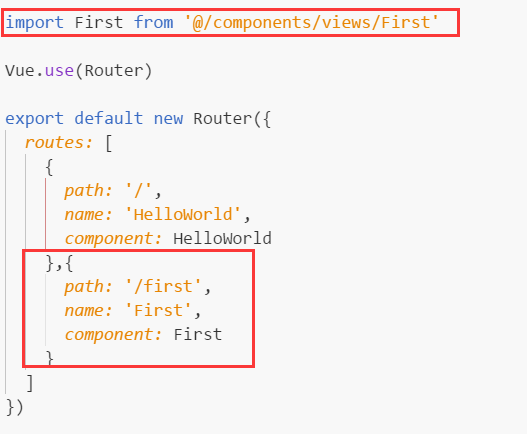 import First from '@/components/views/First'
Vue.use(Router)
export default new Router({
routes: [
{
path: '/',
name: 'HelloWorld',
component: HelloWorld
},{
path: '/first',
name: 'First',
component: First
}
]
})